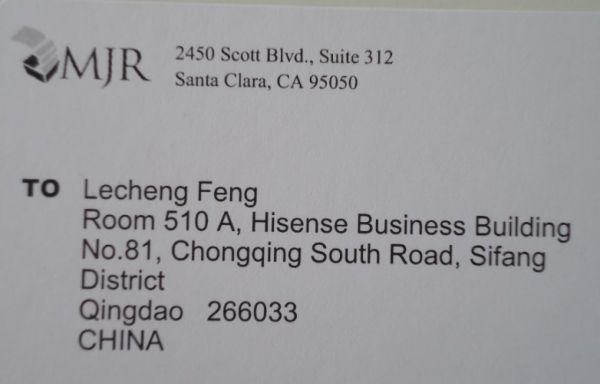 MJR
2450 Scott Blvd., Suite 312
Santa Clara, CA 95050
TO Lecheng Feng
Room 510 A, Hisense Business Building
No.81, Chongqing South Road, Sifang
District
Qingdao 266033
CHINA